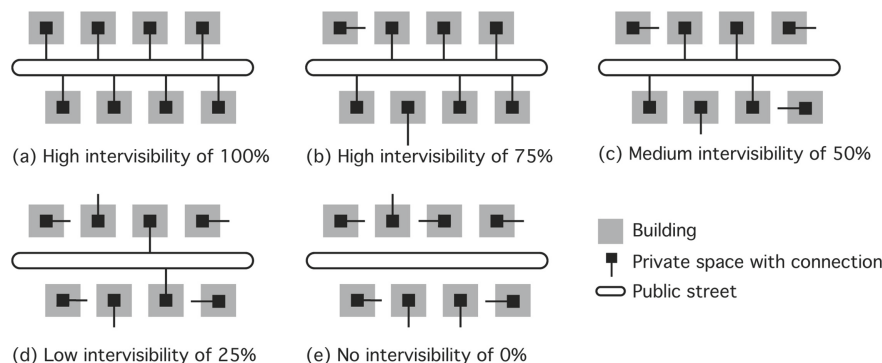 (a) High intervisibility of 100%
(b) High intervisibility of 75%
(c) Medium intervisibility of 50%
Building
Private space with connection
Public street
(d) Low intervisibility of 25%
(e) No intervisibility of 0%